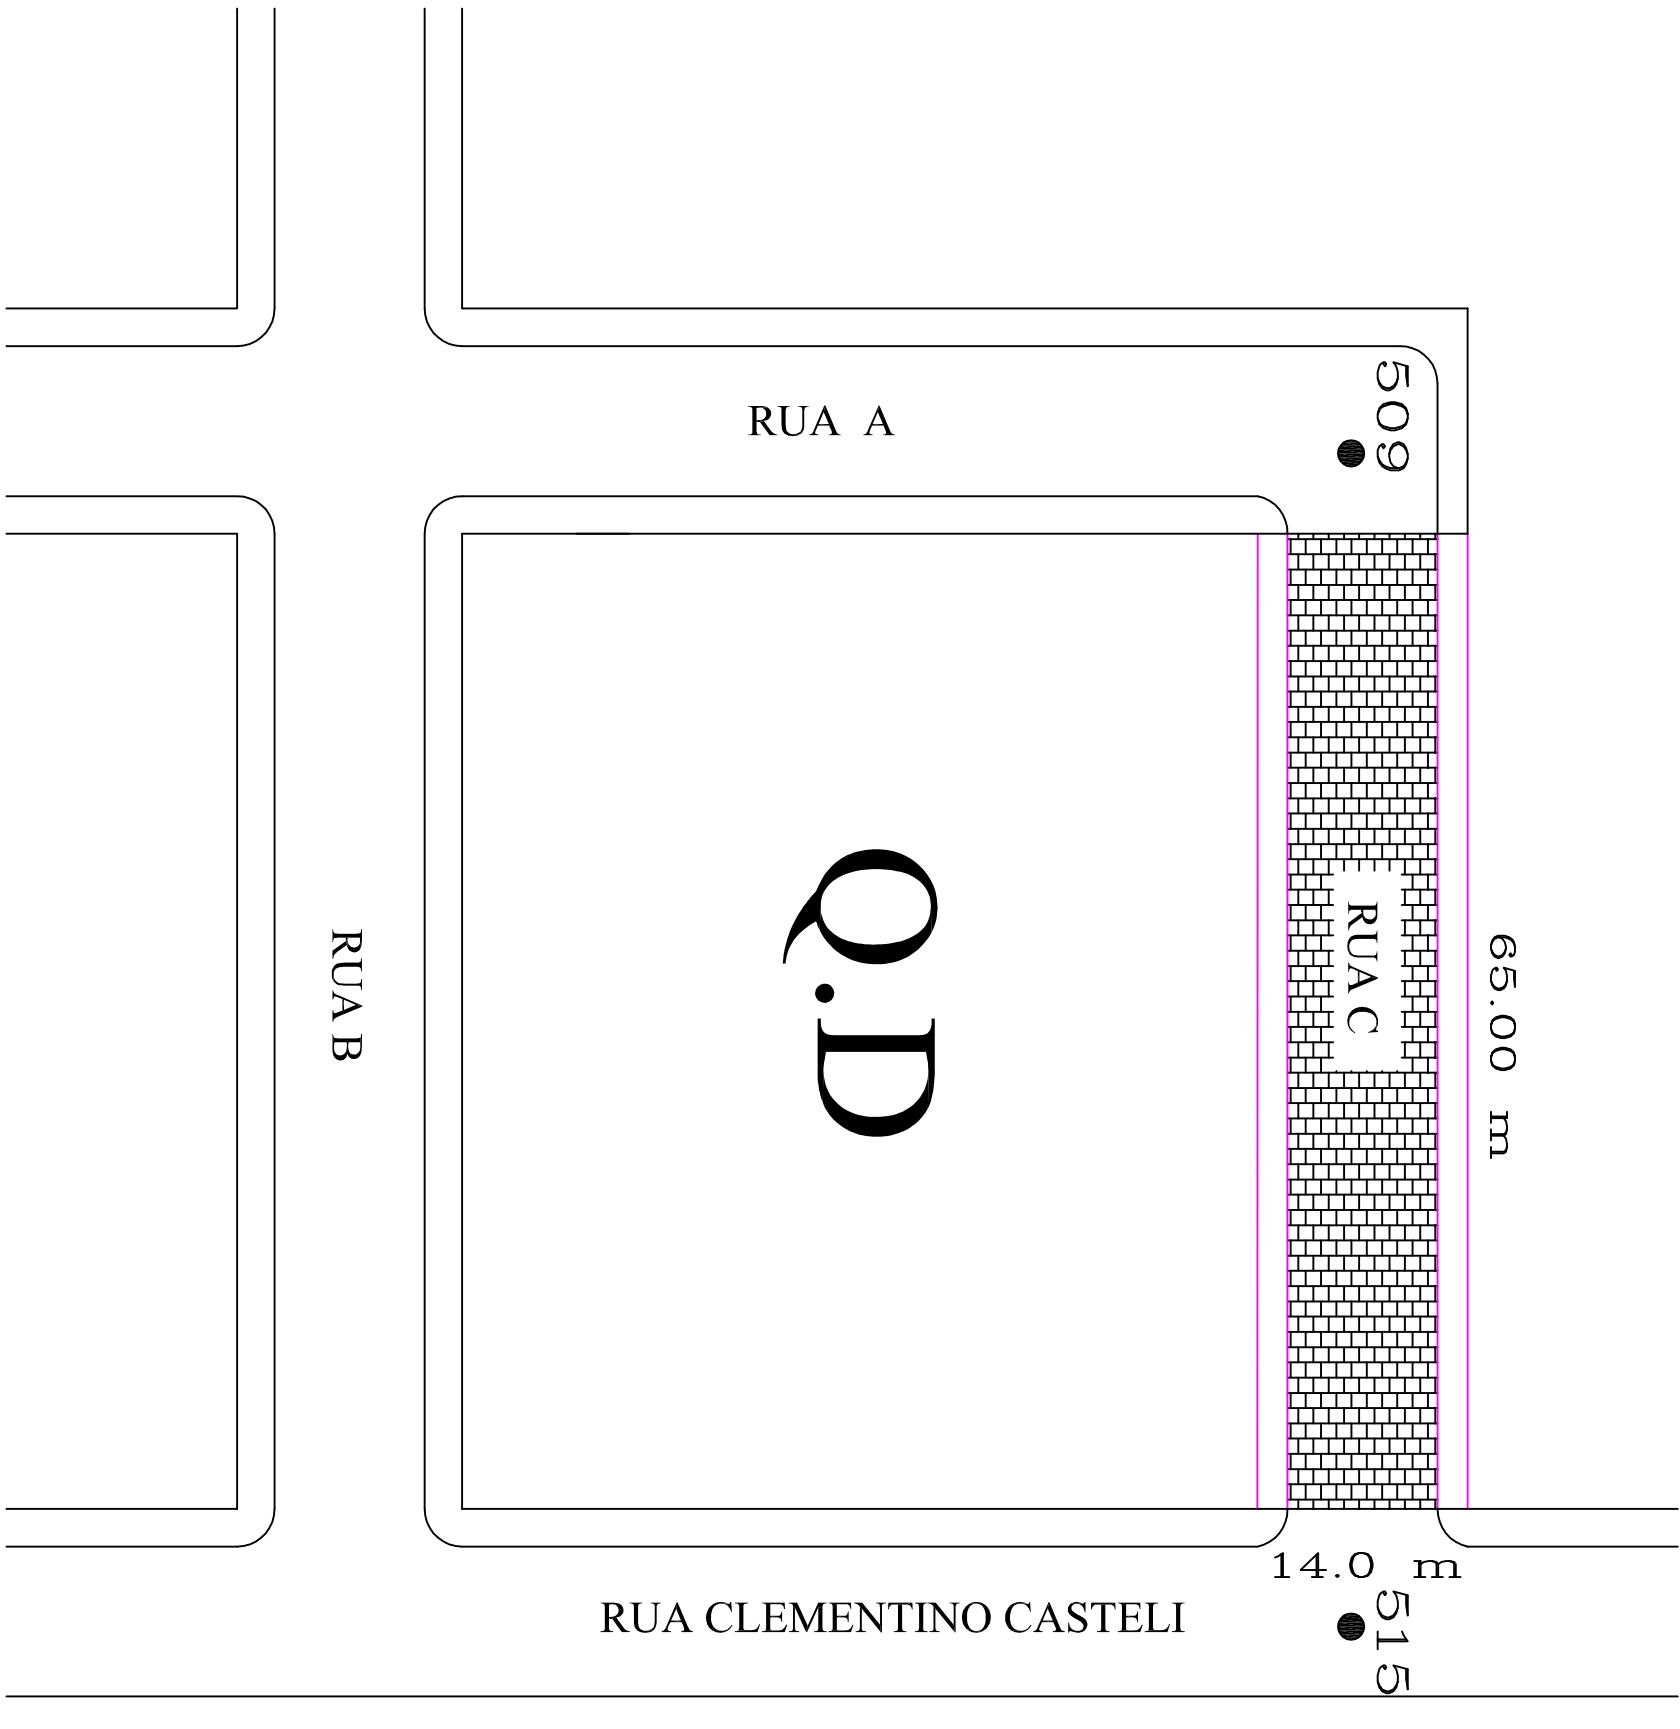 509
RUA A
Q.D
RUA C
RUA B
65.00 m
14.0 m
RUA CLEMENTINO CASTELI
515